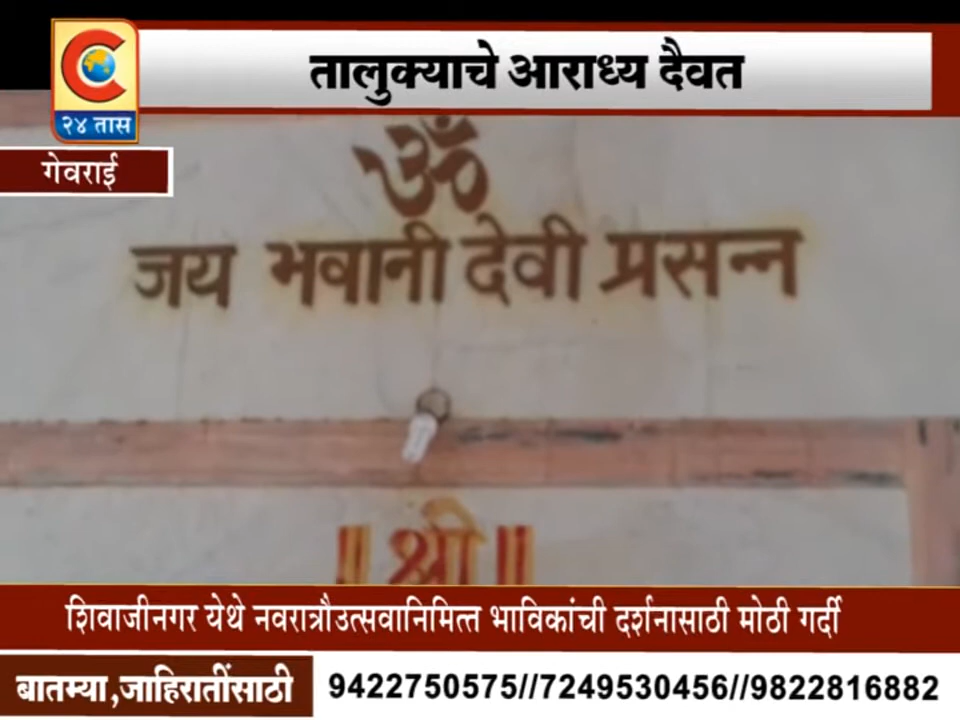 तालुक्याचे आराध्य दैवत
C
२४ तास
गेवराई
ॐ
जय भवानी देवी प्रसन्न
॥ श्री ॥
शिवाजीनगर येथे नवरात्रौउत्सवानिमित्त भाविकांची दर्शनासाठी मोठी गर्दी
बातम्या,जाहिरातींसाठी
9422750575//7249530456//9822816882